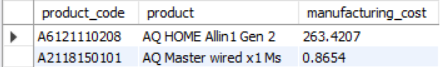 product_code product manufacturing_cost
A6121110208 AQ HOME Allin1 Gen 2 263.4207
A2118150101 AQ Master wired x1 Ms 0.8654